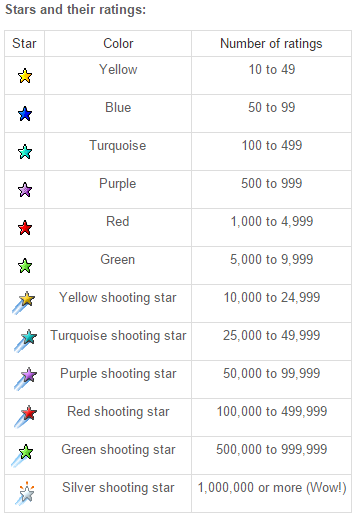 Stars and their ratings:
Star Color Number of ratings
Yellow 10 to 49
Blue 50 to 99
Turquoise 100 to 499
Purple 500 to 999
Red 1,000 to 4,999
Green 5,000 to 9,999
Yellow shooting star 10,000 to 24,999
Turquoise shooting star 25,000 to 49,999
Purple shooting star 50,000 to 99,999
Red shooting star 100,000 to 499,999
Green shooting star 500,000 to 999,999
Silver shooting star 1,000,000 or more (Wow!)